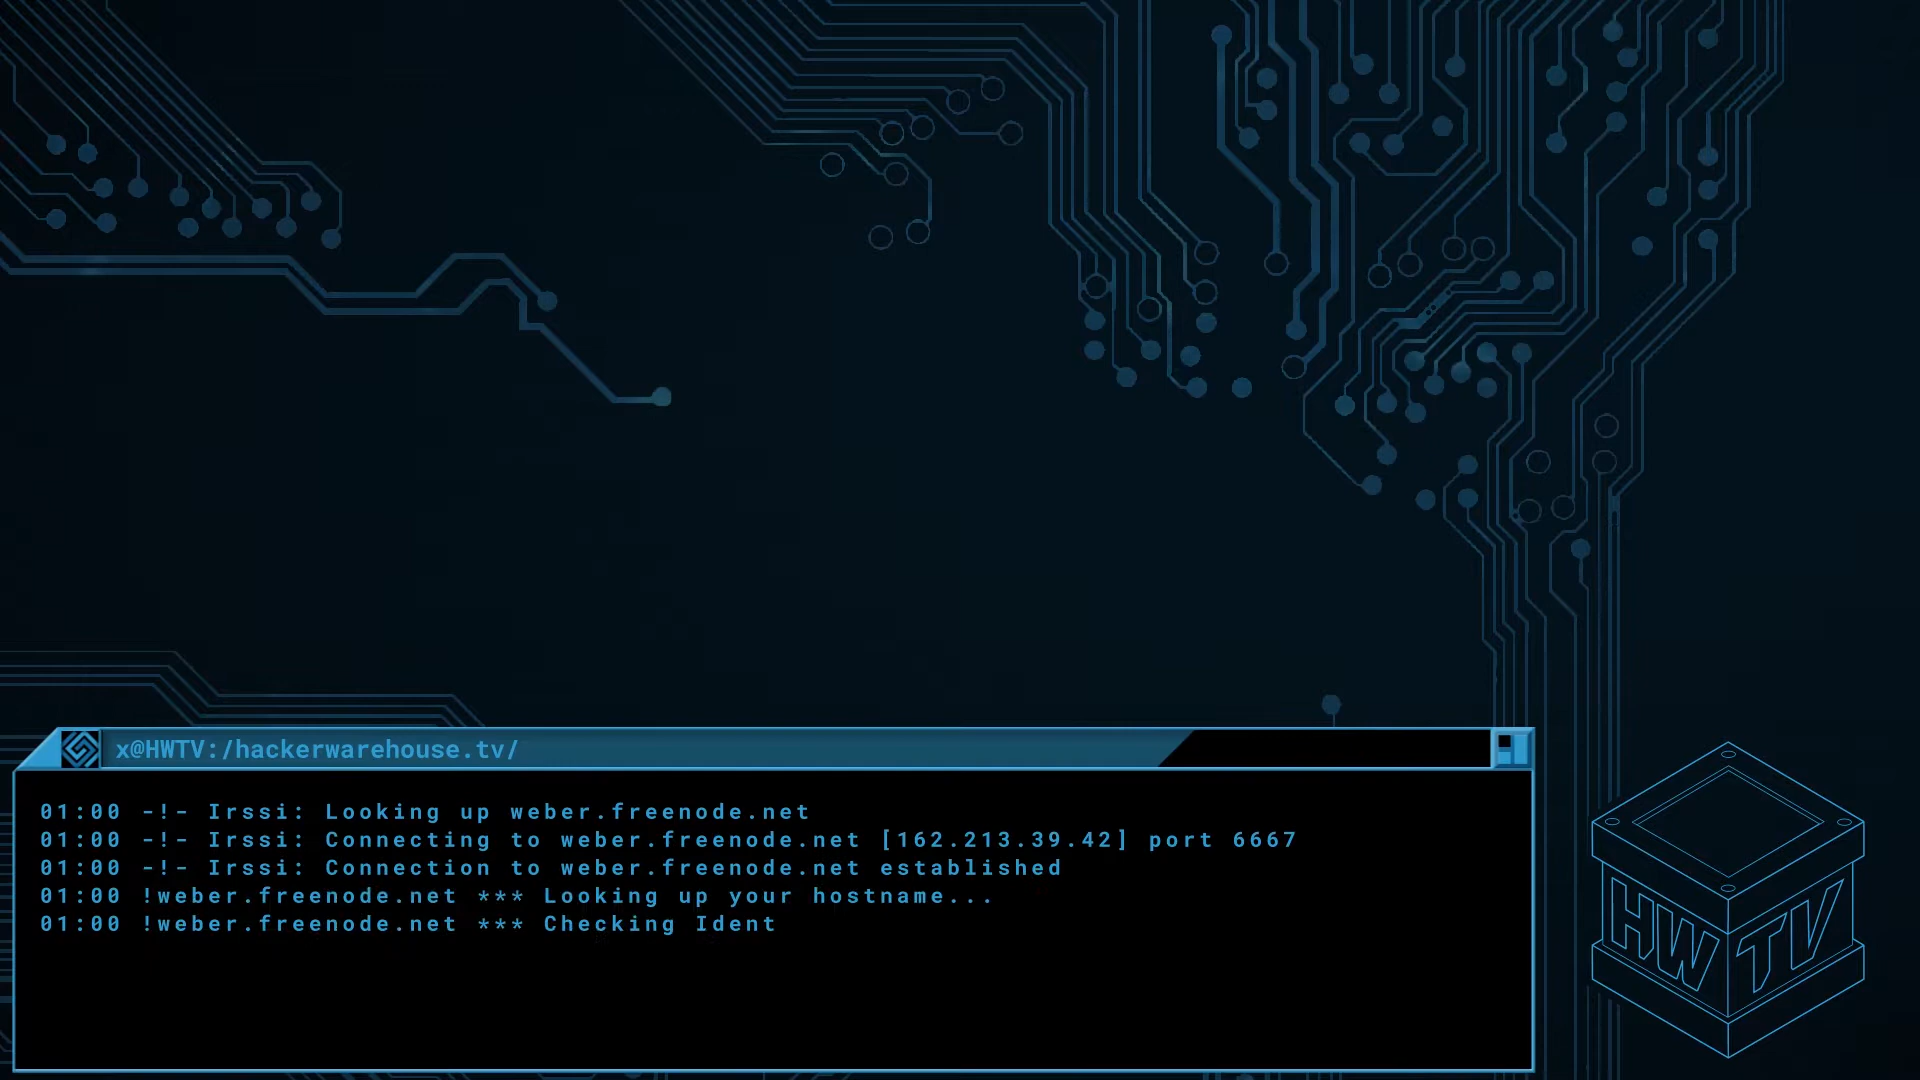 x@HWTV:/hackerwarehouse.tv/
01:00 -!- Irssi: Looking up weber.freenode.net
01:00 -!- Irssi: Connecting to weber.freenode.net [162.213.39.42] port 6667
01:00 -!- Irssi: Connection to weber.freenode.net established
01:00 !weber.freenode.net *** Looking up your hostname...
01:00 !weber.freenode.net *** Checking Ident
HW TV